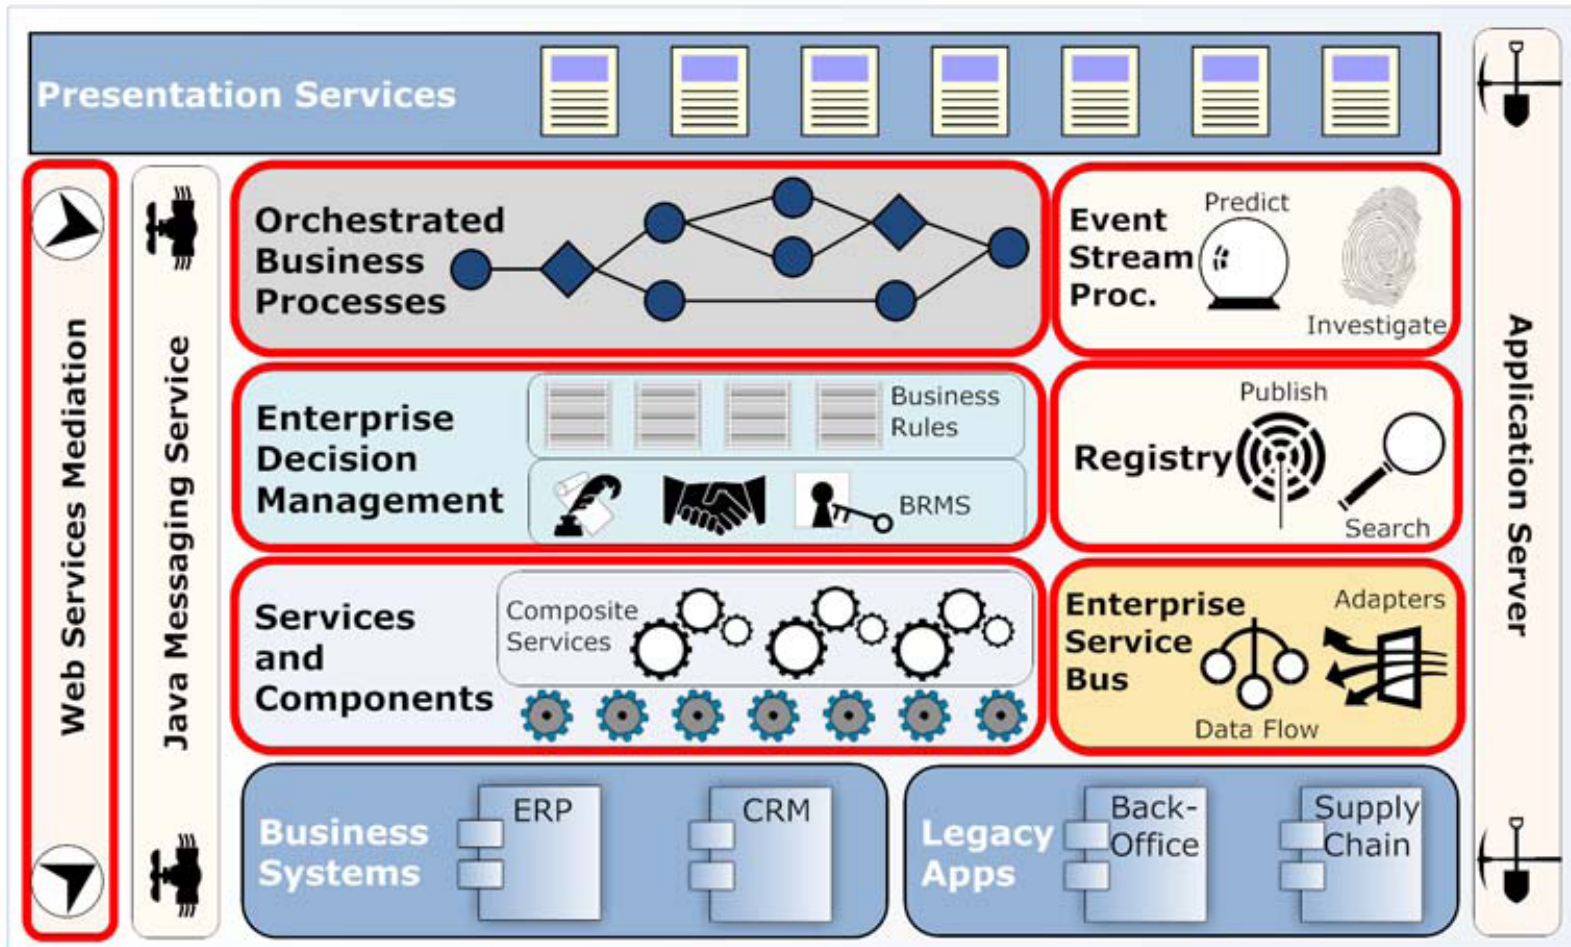 Presentation Services
Web Services Mediation
Java Messaging Service
Orchestrated
Business
Processes
Event
Stream
Proc.
Predict
Investigate
Enterprise
Decision
Management
Business
Rules
BRMS
Registry
Publish
Search
Services
and
Components
Composite
Services
Enterprise
Service
Bus
Adapters
Data Flow
Business
Systems
ERP
CRM
Legacy
Apps
Back-
Office
Supply
Chain
Application Server